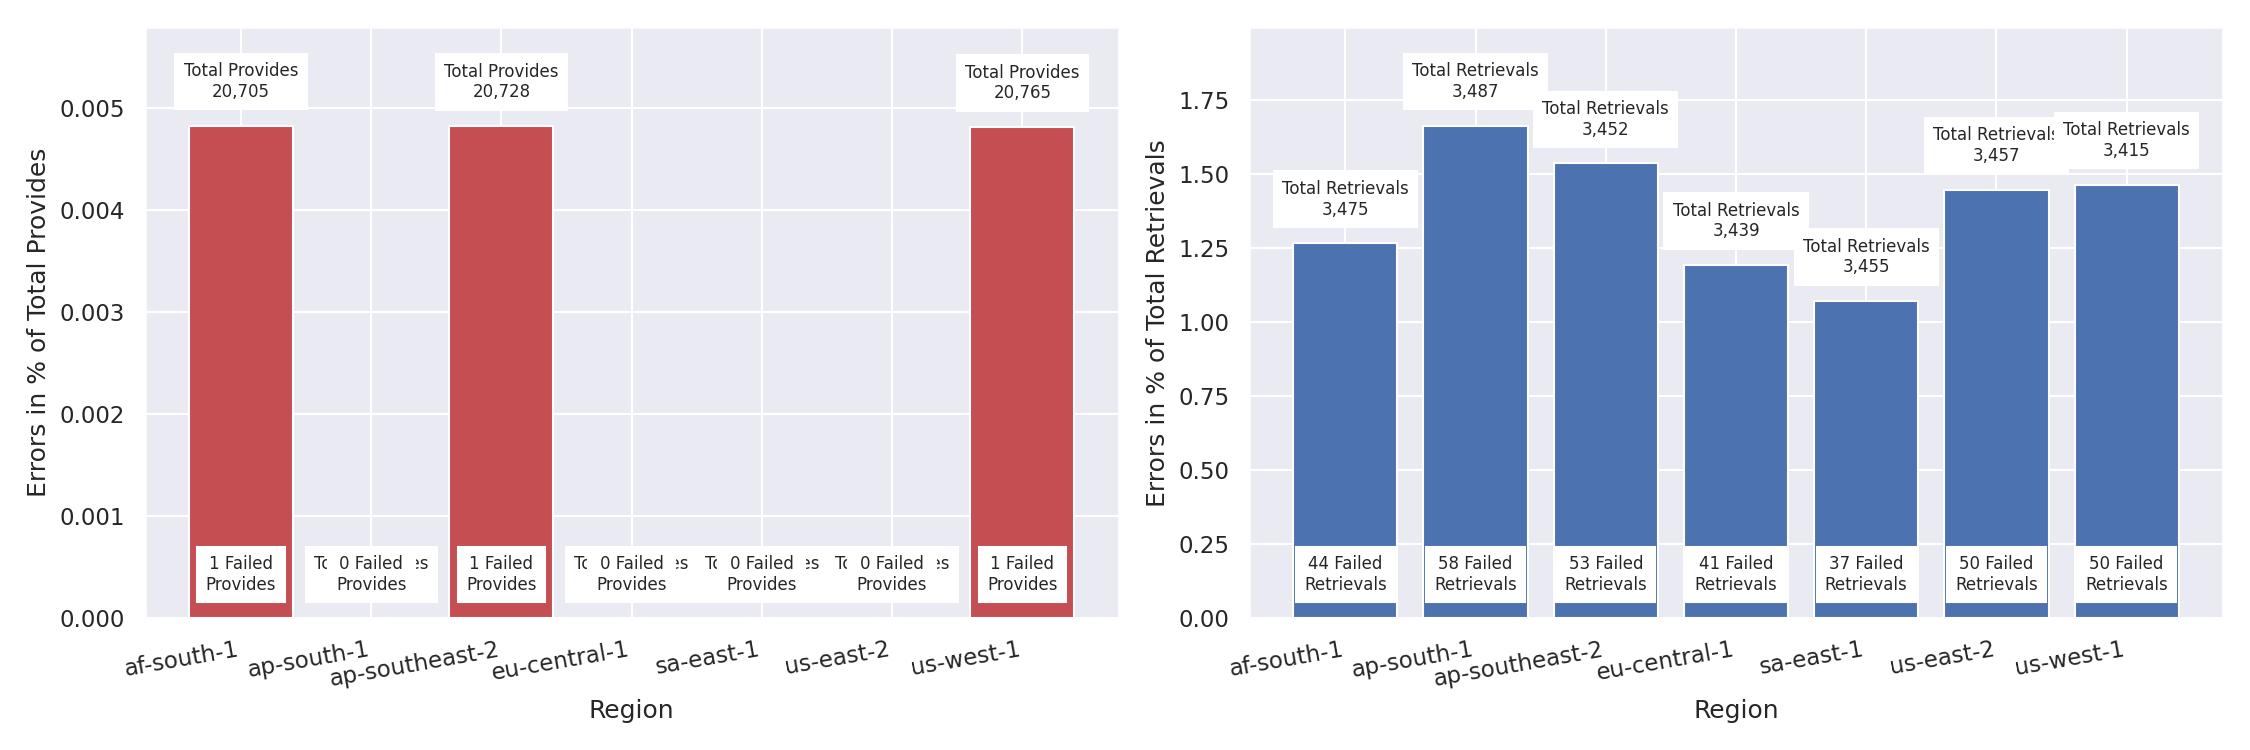 Errors in % of Total Provides
0.005
0.004
0.003
0.002
0.001
0.000
Total Provides
20,705
Total Provides
20,728
Total Provides
20,765
1 Failed
Provides
0 Failed
Provides
1 Failed
Provides
0 Failed
Provides
0 Failed
Provides
0 Failed
Provides
1 Failed
Provides
af-south-1
ap-south-1
ap-southeast-2
eu-central-1
sa-east-1
us-east-2
us-west-1
Region
Errors in % of Total Retrievals
1.75
1.50
1.25
1.00
0.75
0.50
0.25
0.00
Total Retrievals
3,475
Total Retrievals
3,487
Total Retrievals
3,452
Total Retrievals
3,439
Total Retrievals
3,455
Total Retrievals
3,457
Total Retrievals
3,415
44 Failed
Retrievals
58 Failed
Retrievals
53 Failed
Retrievals
41 Failed
Retrievals
37 Failed
Retrievals
50 Failed
Retrievals
50 Failed
Retrievals
af-south-1
ap-south-1
ap-southeast-2
eu-central-1
sa-east-1
us-east-2
us-west-1
Region